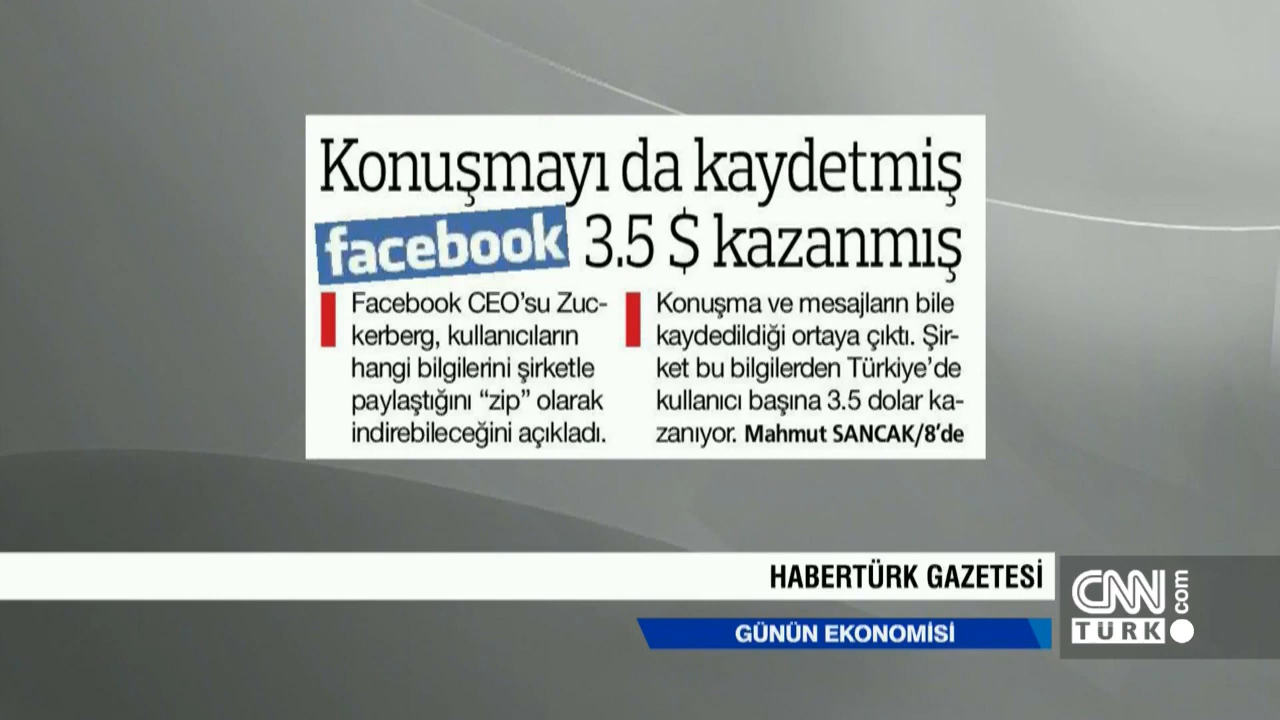 Konuşmayı da kaydetmiş
facebook 3.5 $ kazanmış
Facebook CEO'su Zuc-
kerberg, kullanıcıların
hangi bilgilerini şirketle
paylaştığını “zip” olarak
indirebileceğini açıkladı.
Konuşma ve mesajların bile
kaydedildiği ortaya çıktı. Şir-
ket bu bilgilerden Türkiye'de
kullanıcı başına 3.5 dolar ka-
zanıyor. Mahmut SANCAK/8'de
HABERTÜRK GAZETESİ
GÜNÜN EKONOMİSİ
CNN
TÜRK
.com